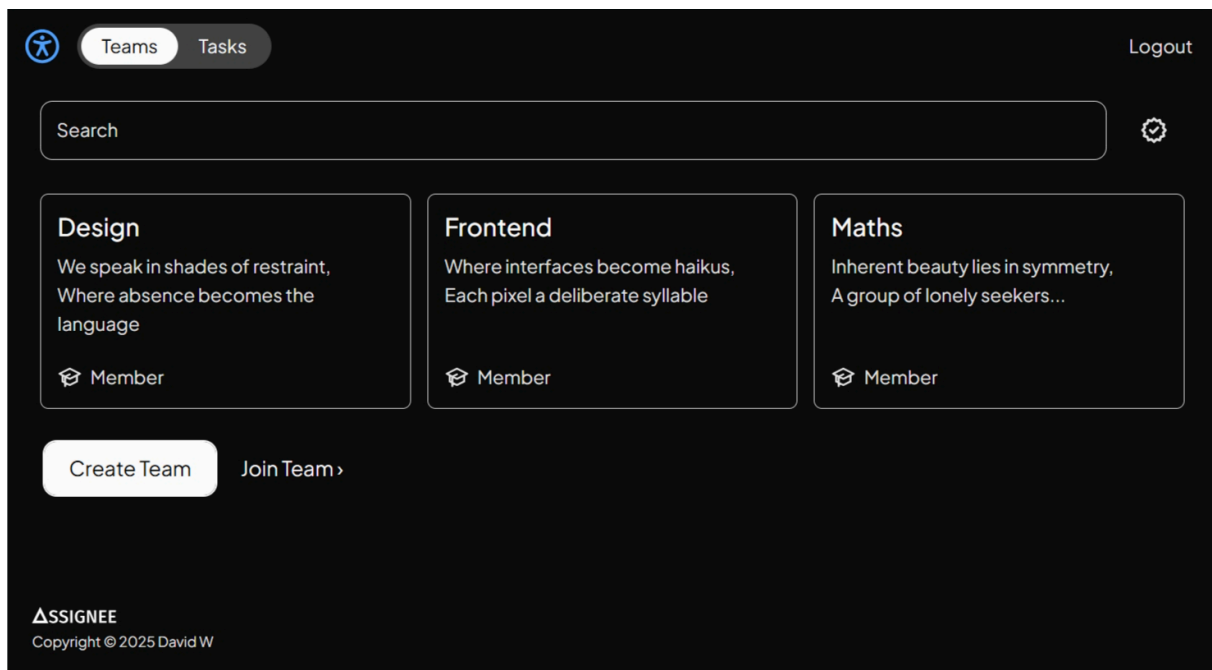 Teams Tasks Logout
Search
Design
We speak in shades of restraint,
Where absence becomes the
language
Member
Frontend
Where interfaces become haikus,
Each pixel a deliberate syllable
Member
Maths
Inherent beauty lies in symmetry,
A group of lonely seekers...
Member
Create Team Join Team ›
ASSIGNEE
Copyright © 2025 David W